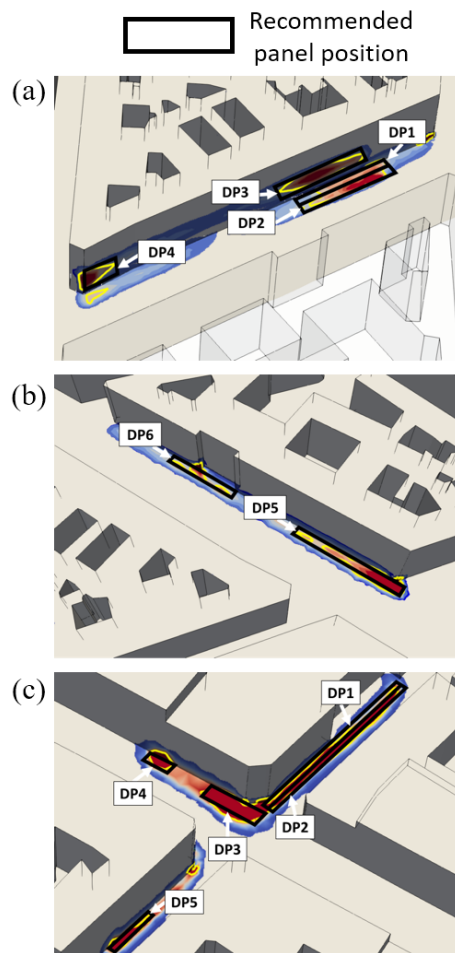 Recommended
panel position
(a)
DP1
DP3
DP2
DP4
(b)
DP6
DP5
(c)
DP1
DP4
DP2
DP3
DP5